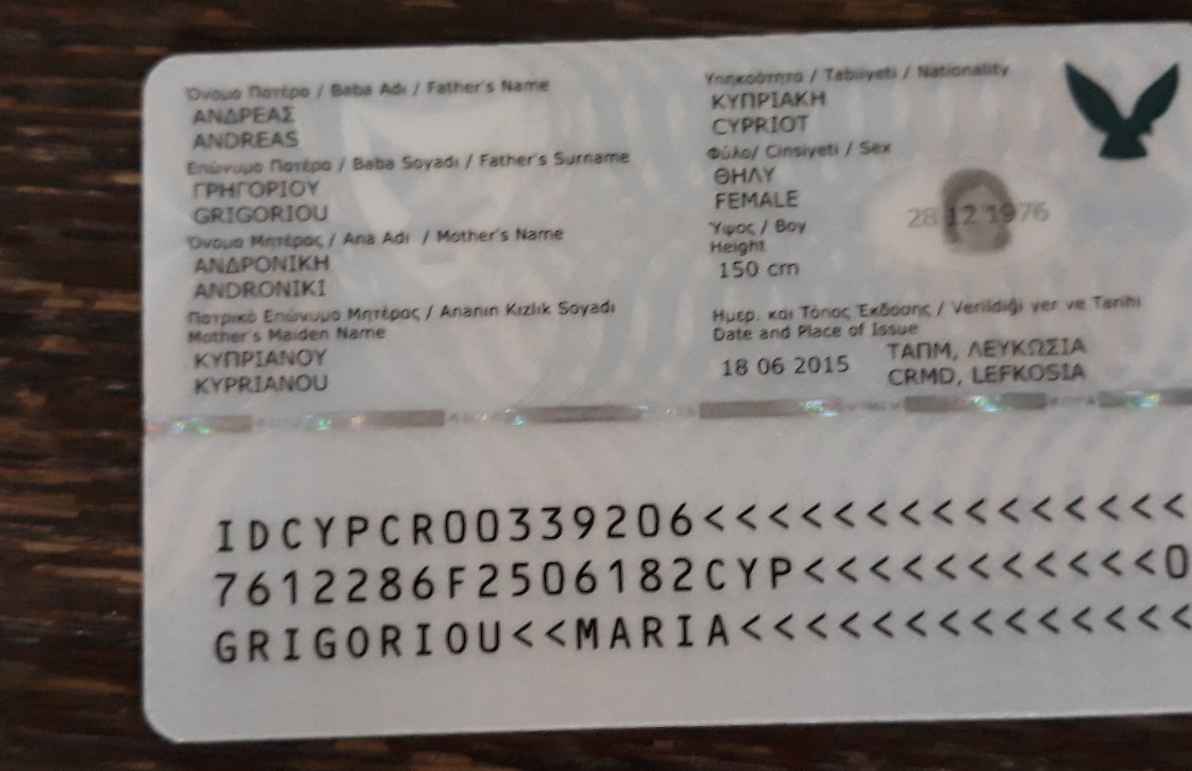 Όνομα Πατέρα / Baba Adı / Father's Name
ΑΝΔΡΕΑΣ
ANDREAS
Επώνυμο Πατέρα / Baba Soyadı / Father's Surname
ΓΡΗΓΟΡΙΟΥ
GRIGORIOU
Όνομα Μητέρας / Ana Adı / Mother's Name
ΑΝΔΡΟΝΙΚΗ
ANDRONIKI
Πατρικό Επώνυμο Μητέρας / Ananın Kızlık Soyadı
Mother's Maiden Name
ΚΥΠΡΙΑΝΟΥ
KYPRIANOU
Υπηκοότητα / Tabiiyeti / Nationality
ΚΥΠΡΙΑΚΗ
CYPRIOT
Φύλο/ Cinsiyeti / Sex
ΘΗΛΥ
FEMALE
28 12 1976
Ύψος / Boy
Height
150 cm
Ημερ. και Τόπος Έκδοσης / Verildiği yer ve Tarihi
Date and Place of Issue
18 06 2015 ΤΑΠΜ, ΛΕΥΚΩΣΙΑ
CRMD, LEFKOSIA
IDCYPCR00339206<<<<<<<<<<<<<<<
7612286F2506182CYP<<<<<<<<<<<0
GRIGORIOU<<MARIA<<<<<<<<<<<<<<